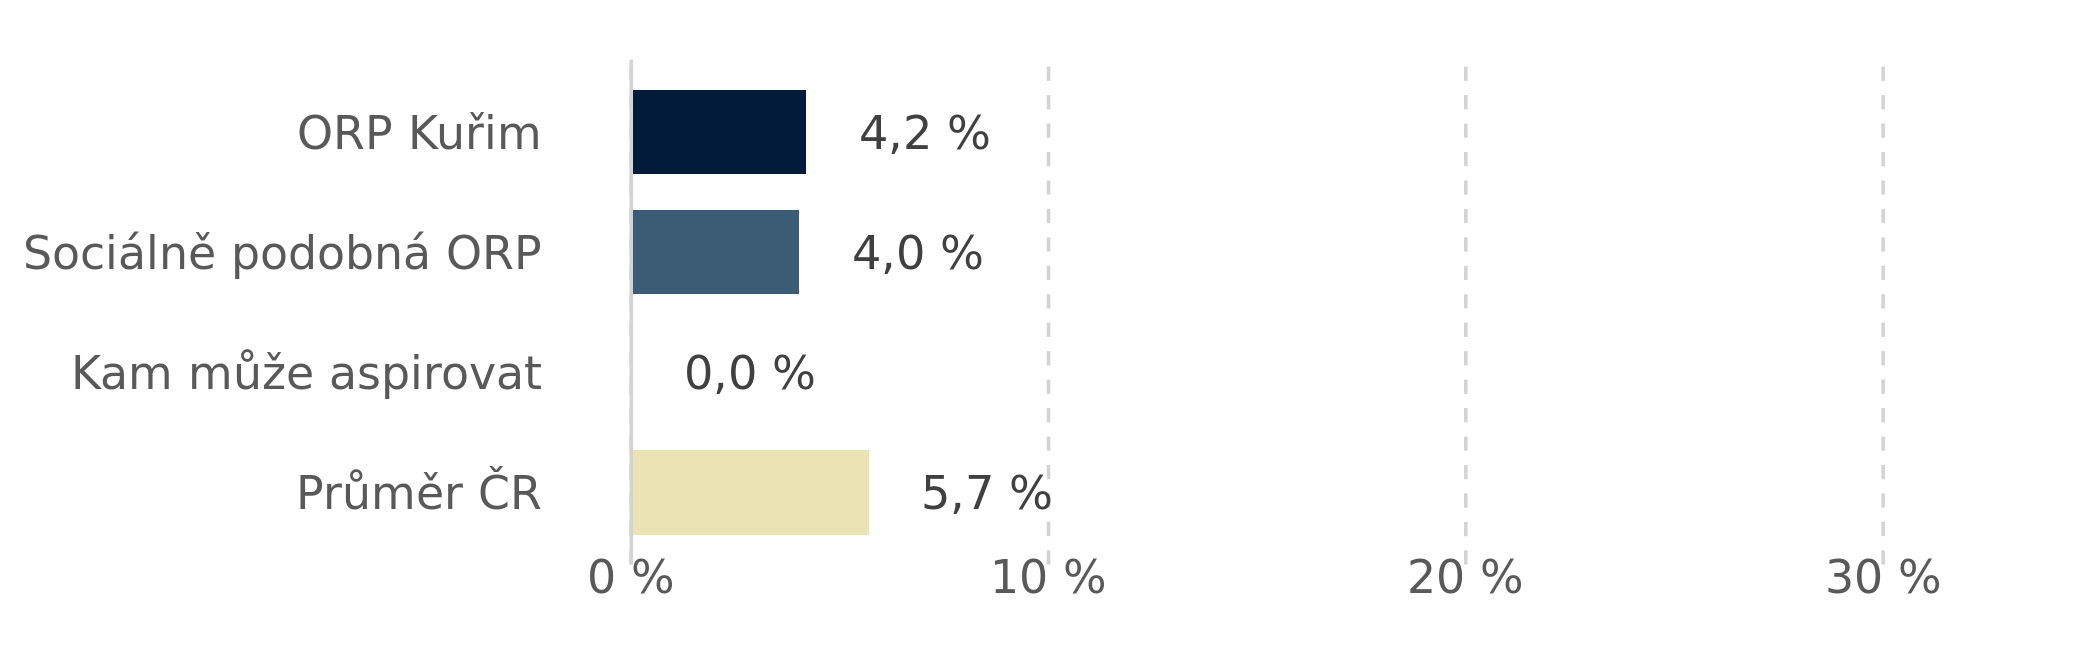 ORP Kuřim 4,2 %
Sociálně podobná ORP 4,0 %
Kam může aspirovat 0,0 %
Průměr ČR 5,7 %
0 % 10 % 20 % 30 %